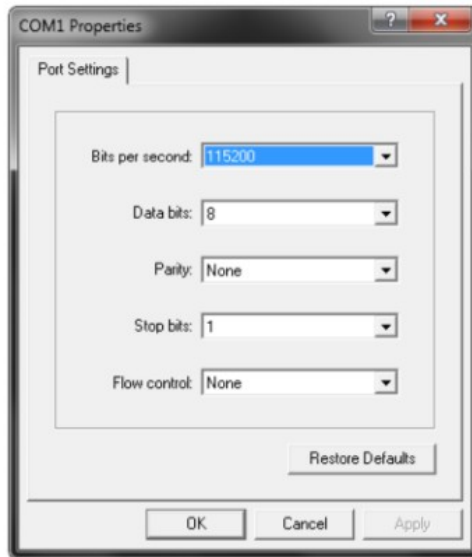 COM1 Properties
?
Port Settings
Bits per second: 115200
Data bits: 8
Parity: None
Stop bits: 1
Flow control: None
Restore Defaults
OK Cancel Apply